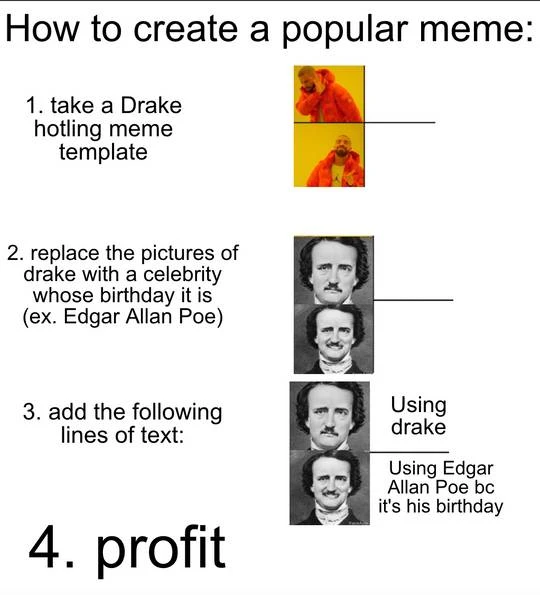 How to create a popular meme:
1. take a Drake
hotling meme
template
2. replace the pictures of
drake with a celebrity
whose birthday it is
(ex. Edgar Allan Poe)
3. add the following
lines of text:
Using
drake
Using Edgar
Allan Poe bc
it's his birthday
4. profit